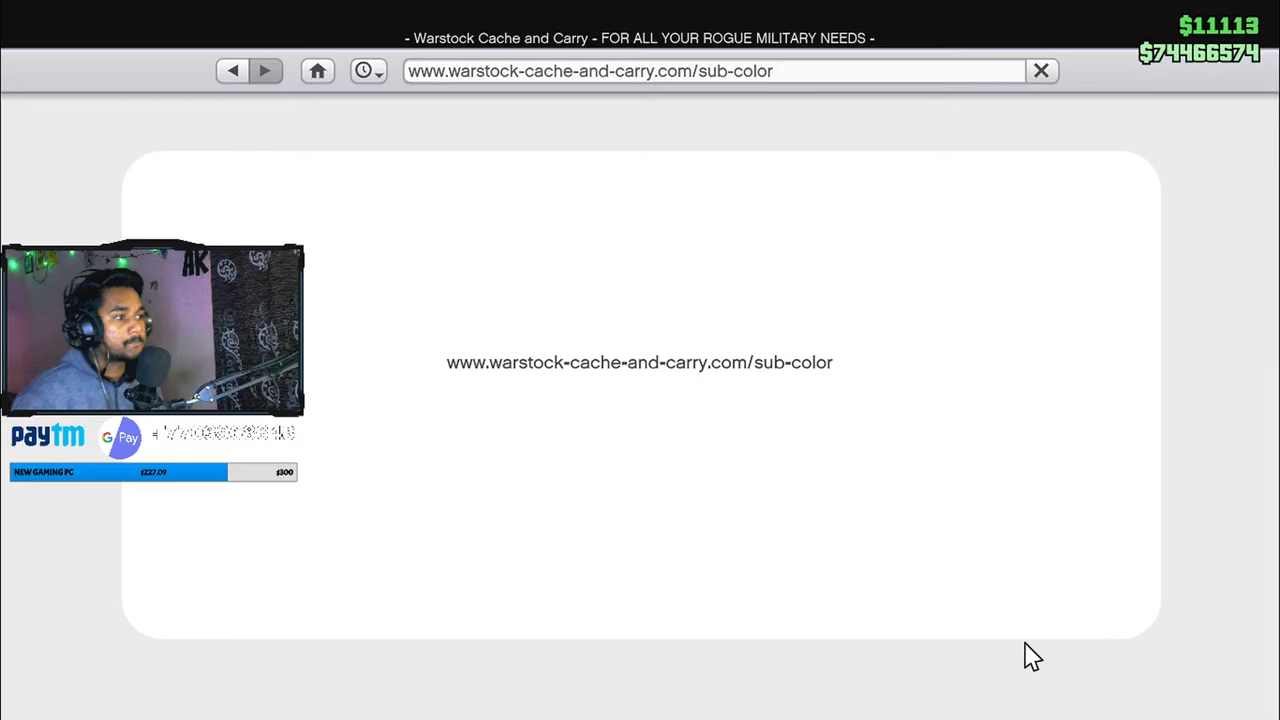 $11113
- Warstock Cache and Carry - FOR ALL YOUR ROGUE MILITARY NEEDS -
$74466574
www.warstock-cache-and-carry.com/sub-color
AK
www.warstock-cache-and-carry.com/sub-color
paytm G Pay
NEW GAMING PC $227.09 $300